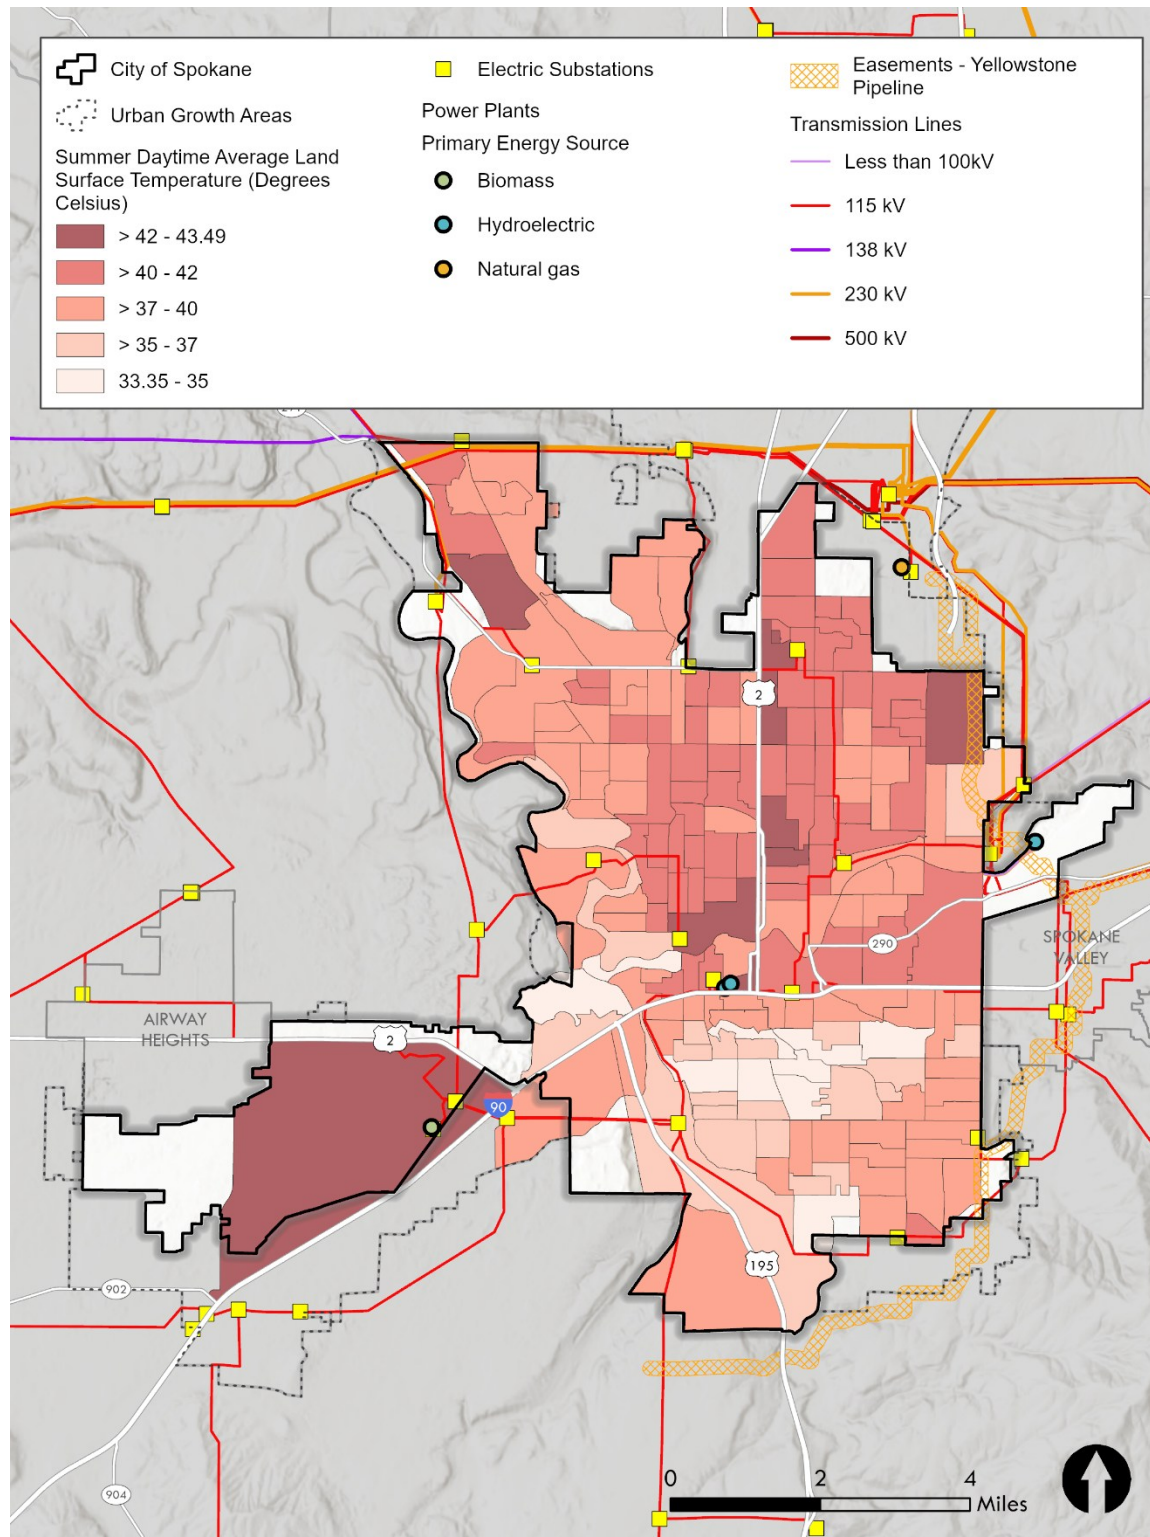 City of Spokane
Urban Growth Areas
Summer Daytime Average Land
Surface Temperature (Degrees
Celsius)
> 42 - 43.49
> 40 - 42
> 37 - 40
> 35 - 37
33.35 - 35
Electric Substations
Power Plants
Primary Energy Source
Biomass
Hydroelectric
Natural gas
Easements - Yellowstone
Pipeline
Transmission Lines
Less than 100kV
115 kV
138 kV
230 kV
500 kV
2
290
SPOKANE
VALLEY
AIRWAY
HEIGHTS
2
90
195
902
904
0
2
4
Miles